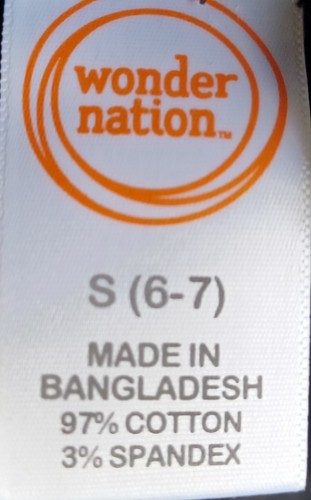 wonder
nation™
S (6-7)
MADE IN
BANGLADESH
97% COTTON
3% SPANDEX